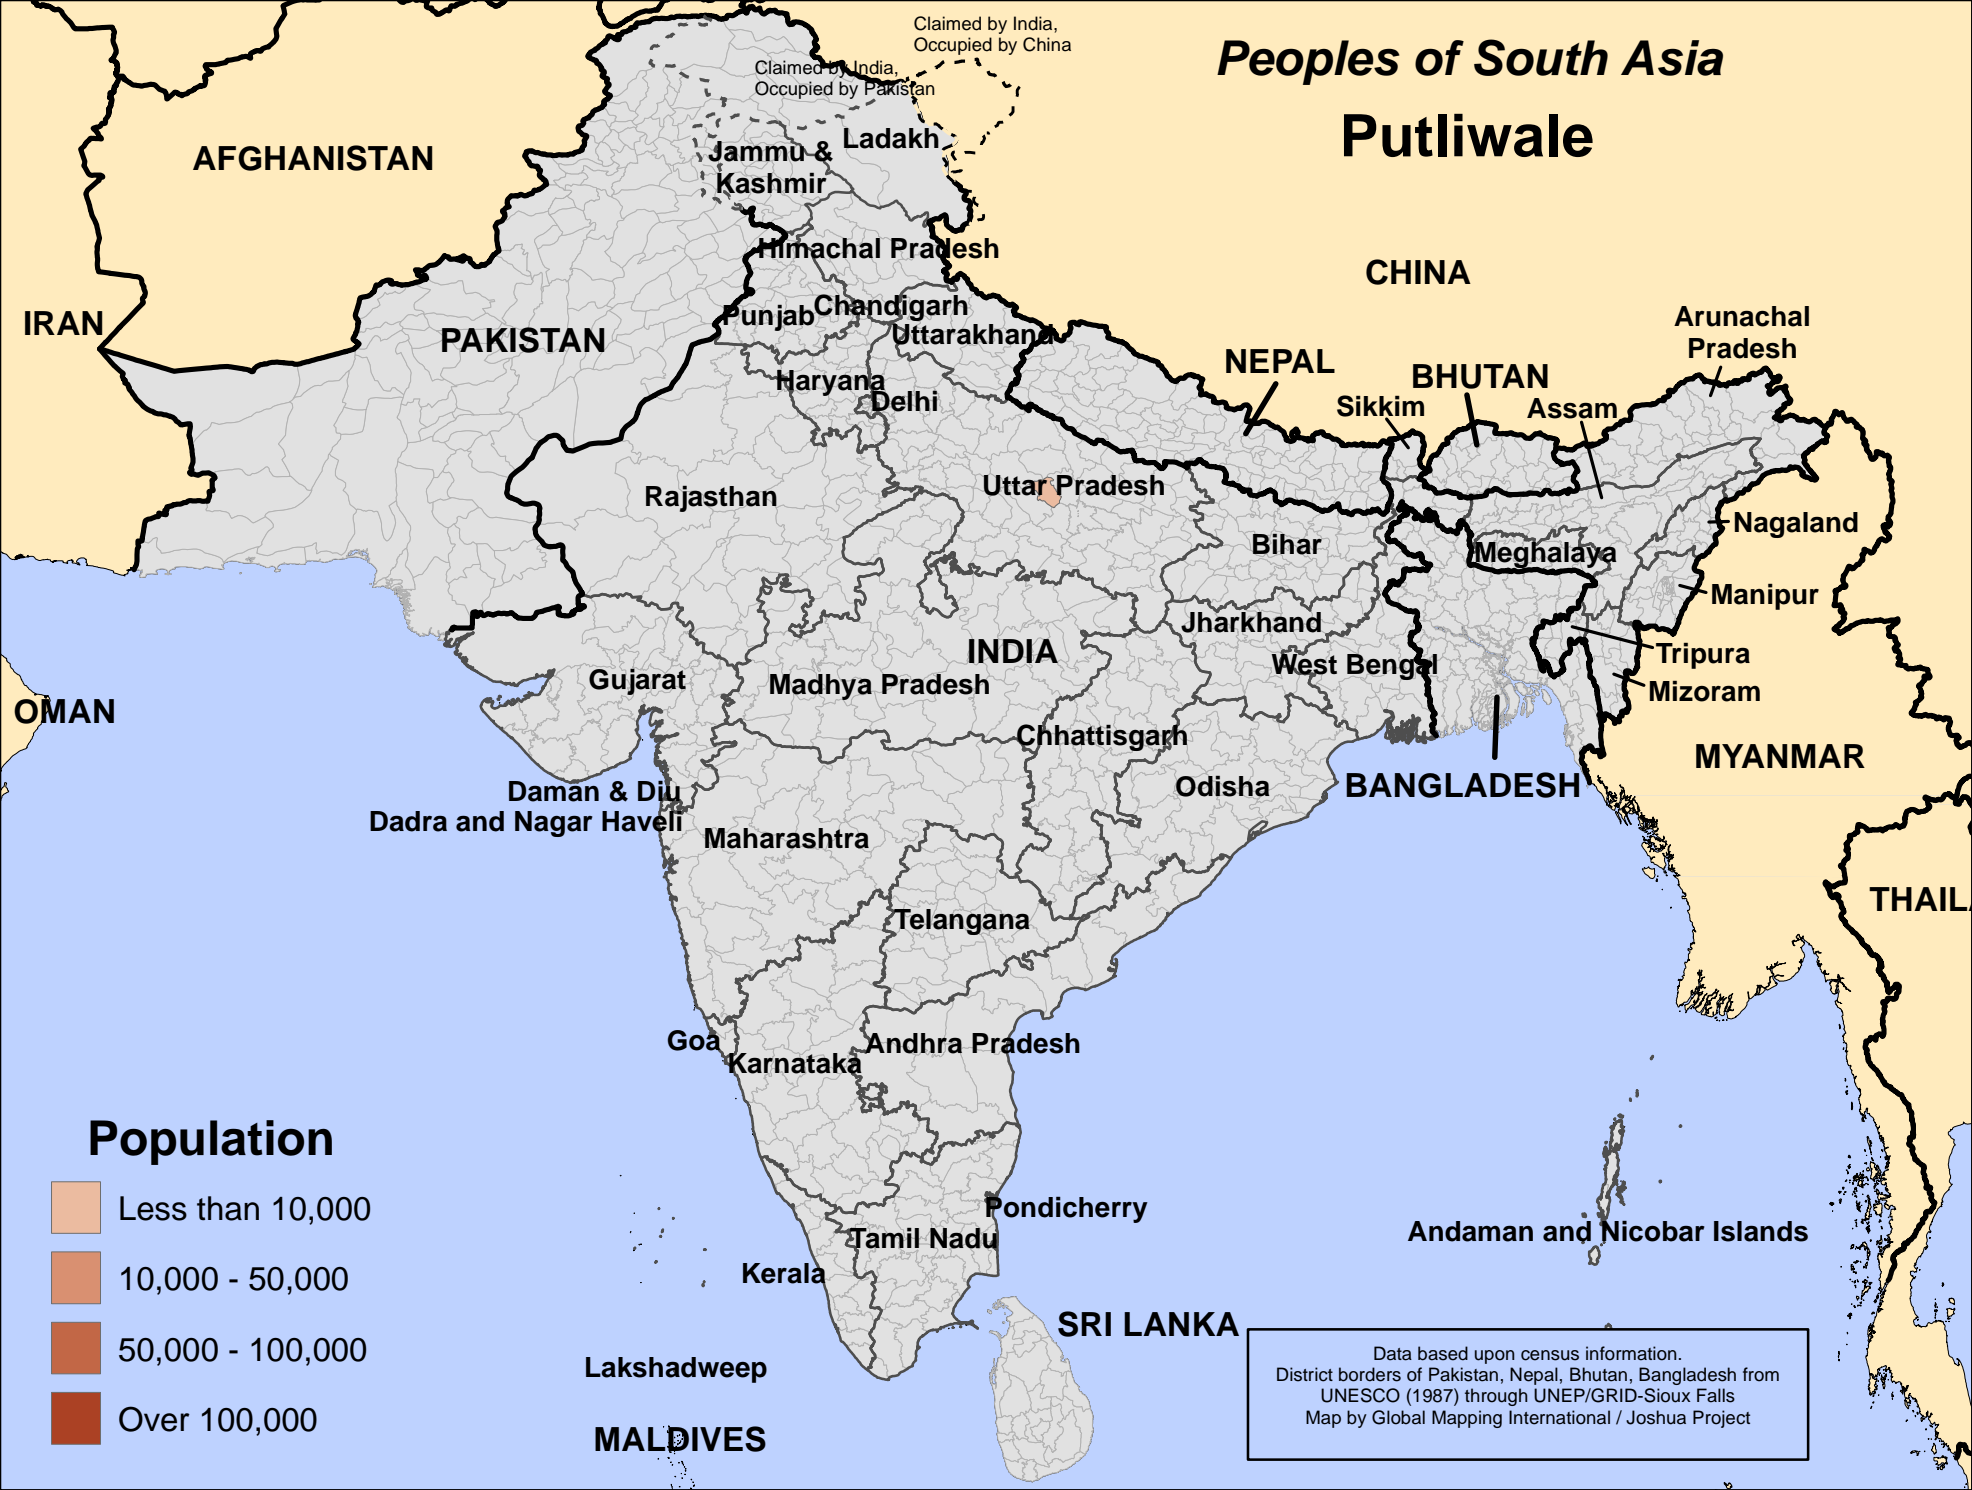 Claimed by India,
Occupied by China
Peoples of South Asia
Putliwale
Claimed by India,
Occupied by Pakistan
AFGHANISTAN
Jammu &
Kashmir
Ladakh
Himachal Pradesh
CHINA
IRAN
PAKISTAN
Punjab
Chandigarh
Uttarakhand
Arunachal
Pradesh
NEPAL
BHUTAN
Haryana
Delhi
Sikkim
Assam
Rajasthan
Uttar Pradesh
Nagaland
Bihar
Meghalaya
Manipur
Jharkhand
INDIA
Tripura
West Bengal
Gujarat
Madhya Pradesh
Mizoram
OMAN
Chhattisgarh
MYANMAR
Odisha
BANGLADESH
Daman & Diu
Dadra and Nagar Haveli
Maharashtra
THAILA
Telangana
Goa
Karnataka
Andhra Pradesh
Population
Less than 10,000
10,000 - 50,000
50,000 - 100,000
Over 100,000
Pondicherry
Tamil Nadu
Andaman and Nicobar Islands
Kerala
SRI LANKA
Lakshadweep
MALDIVES
Data based upon census information.
District borders of Pakistan, Nepal, Bhutan, Bangladesh from
UNESCO (1987) through UNEP/GRID-Sioux Falls
Map by Global Mapping International / Joshua Project